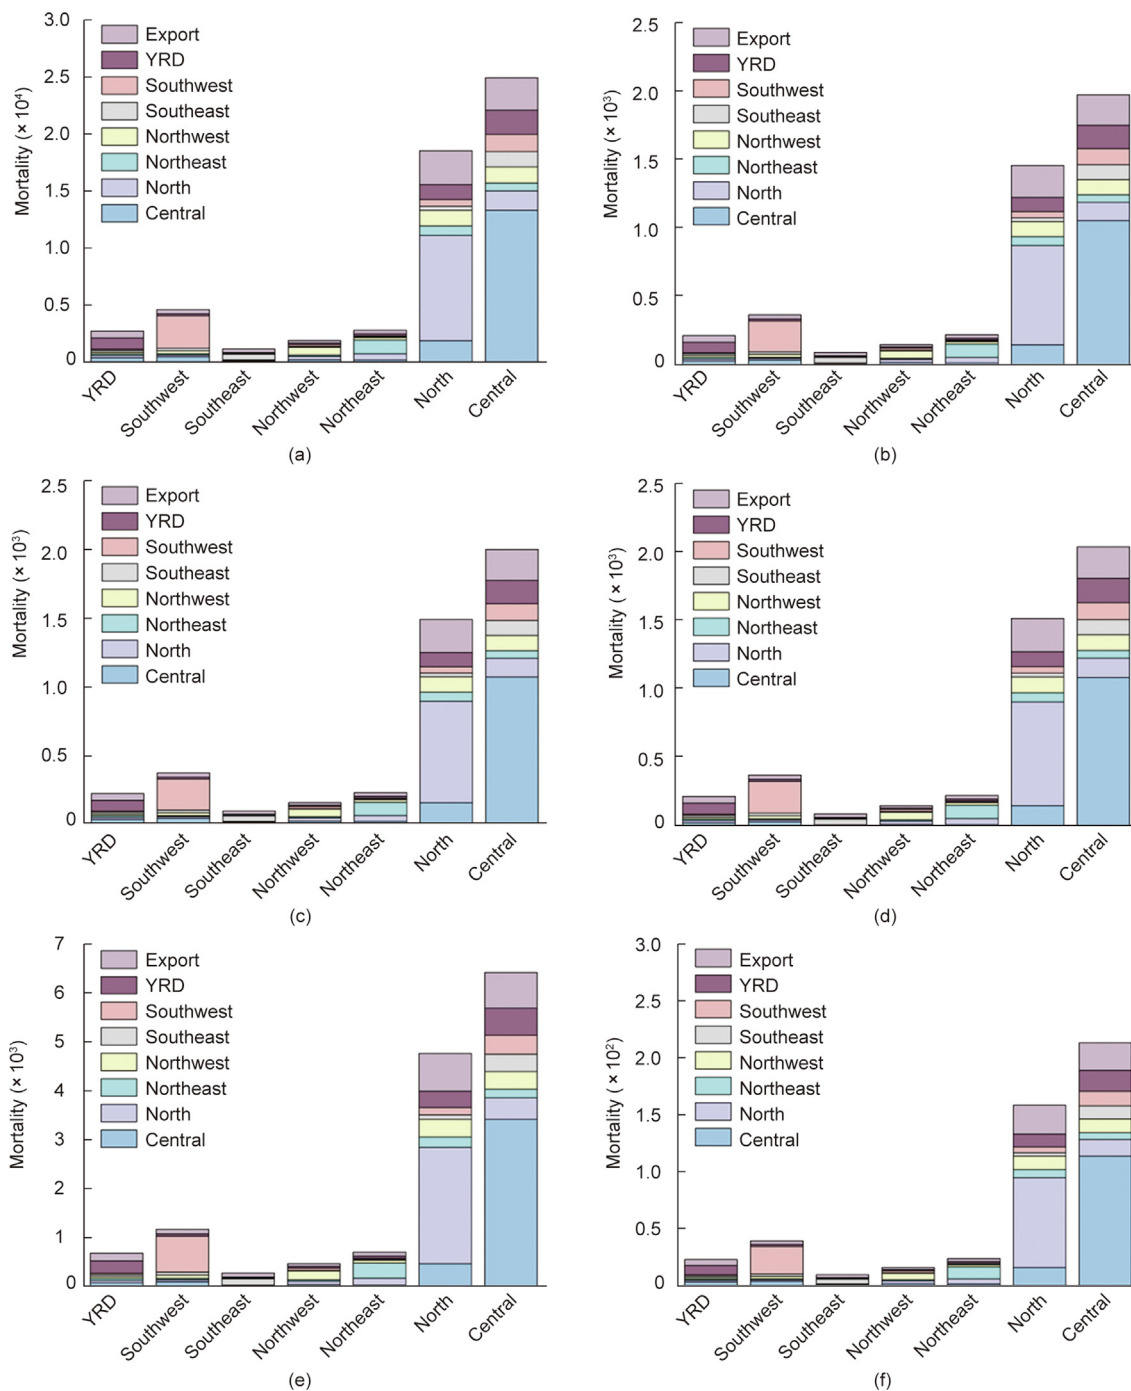 3.0
2.5
2.0
1.5
1.0
0.5
0
Mortality (× 10⁴)
Export
YRD
Southwest
Southeast
Northwest
Northeast
North
Central
YRD
Southwest
Southeast
Northwest
Northeast
North
Central
(a)
2.5
2.0
1.5
1.0
0.5
0
Mortality (× 10³)
Export
YRD
Southwest
Southeast
Northwest
Northeast
North
Central
YRD
Southwest
Southeast
Northwest
Northeast
North
Central
(b)
2.5
2.0
1.5
1.0
0.5
0
Mortality (× 10³)
Export
YRD
Southwest
Southeast
Northwest
Northeast
North
Central
YRD
Southwest
Southeast
Northwest
Northeast
North
Central
(c)
2.5
2.0
1.5
1.0
0.5
0
Mortality ( × 10³)
Export
YRD
Southwest
Southeast
Northwest
Northeast
North
Central
YRD
Southwest
Southeast
Northwest
Northeast
North
Central
(d)
7
6
5
4
3
2
1
0
Mortality (× 10³)
Export
YRD
Southwest
Southeast
Northwest
Northeast
North
Central
YRD
Southwest
Southeast
Northwest
Northeast
North
Central
(e)
3.0
2.5
2.0
1.5
1.0
0.5
0
Mortality ( × 10²)
Export
YRD
Southwest
Southeast
Northwest
Northeast
North
Central
YRD
Southwest
Southeast
Northwest
Northeast
North
Central
(f)